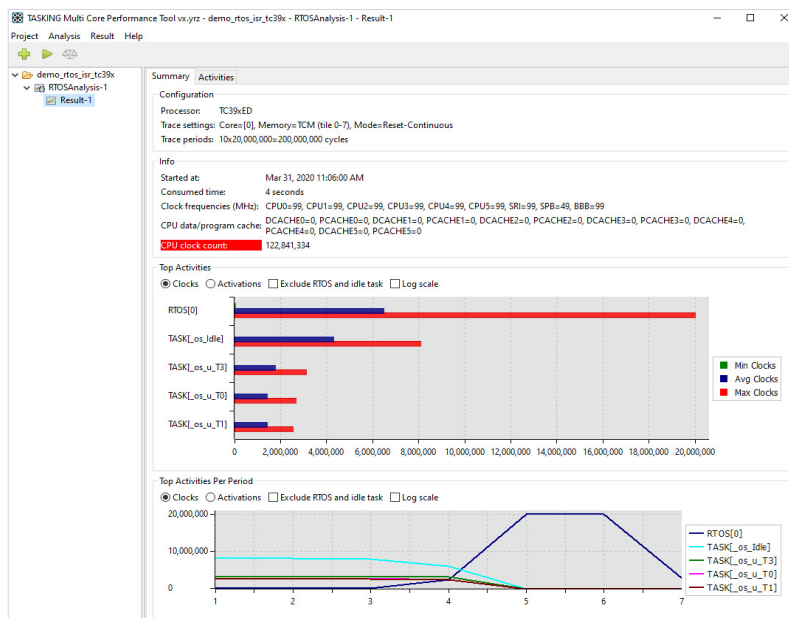 TASKING Multi Core Performance Tool vx.yrz - demo_rtos_isr_tc39x - RTOSAnalysis-1 - Result-1
Project Analysis Result Help
demo_rtos_isr_tc39x
RTOSAnalysis-1
Result-1
Summary Activities
Configuration
Processor: TC39xED
Trace settings: Core=[0], Memory=TCM (tile 0-7), Mode=Reset-Continuous
Trace periods: 10x20,000,000=200,000,000 cycles
Info
Started at: Mar 31, 2020 11:06:00 AM
Consumed time: 4 seconds
Clock frequencies (MHz): CPU0=99, CPU1=99, CPU2=99, CPU3=99, CPU4=99, CPU5=99, SRI=99, SPB=49, BBB=99
CPU data/program cache: DCACHE0=0, PCACHE0=0, DCACHE1=0, PCACHE1=0, DCACHE2=0, PCACHE2=0, DCACHE3=0, PCACHE3=0, DCACHE4=0,
PCACHE4=0, DCACHE5=0, PCACHE5=0
CPU clock count: 122,841,334
Top Activities
Clocks Activations Exclude RTOS and idle task Log scale
RTOS[0]
TASK[_os_Idle]
TASK[_os_u_T3]
TASK[_os_u_T0]
TASK[_os_u_T1]
0 2,000,000 4,000,000 6,000,000 8,000,000 10,000,000 12,000,000 14,000,000 16,000,000 18,000,000 20,000,000
Min Clocks
Avg Clocks
Max Clocks
Top Activities Per Period
Clocks Activations Exclude RTOS and idle task Log scale
20,000,000
10,000,000
0
1 2 3 4 5 6 7
RTOS[0]
TASK[_os_Idle]
TASK[_os_u_T3]
TASK[_os_u_T0]
TASK[_os_u_T1]